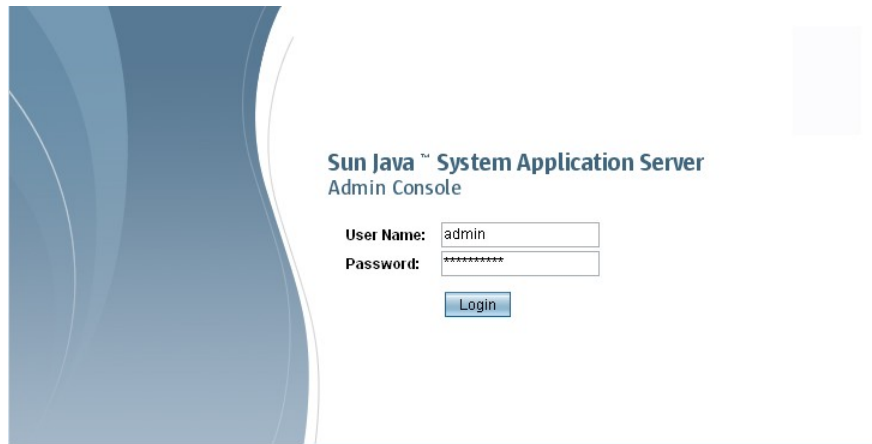 Sun Java ™ System Application Server
Admin Console
User Name: admin
Password: **********
Login